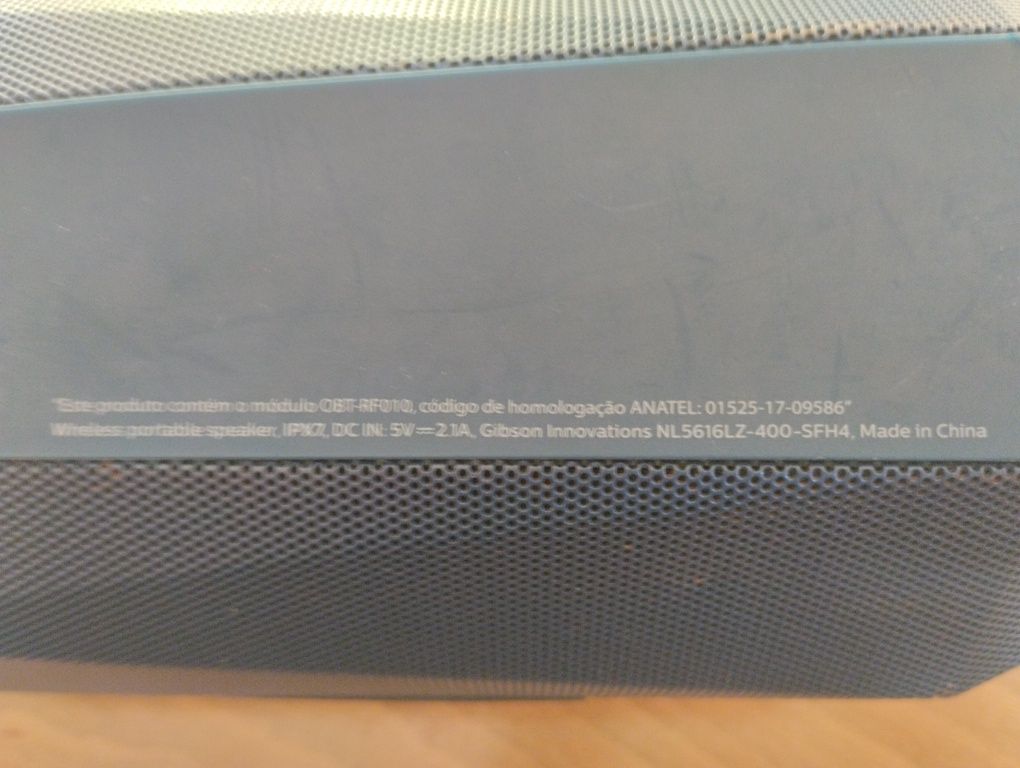 "Este produto contém o módulo OBT-RF010, código de homologação ANATEL: 01525-17-09586"
Wireless portable speaker, IPX7, DC IN: 5V⎓2.1A, Gibson Innovations NL5616LZ-400-SFH4, Made in China